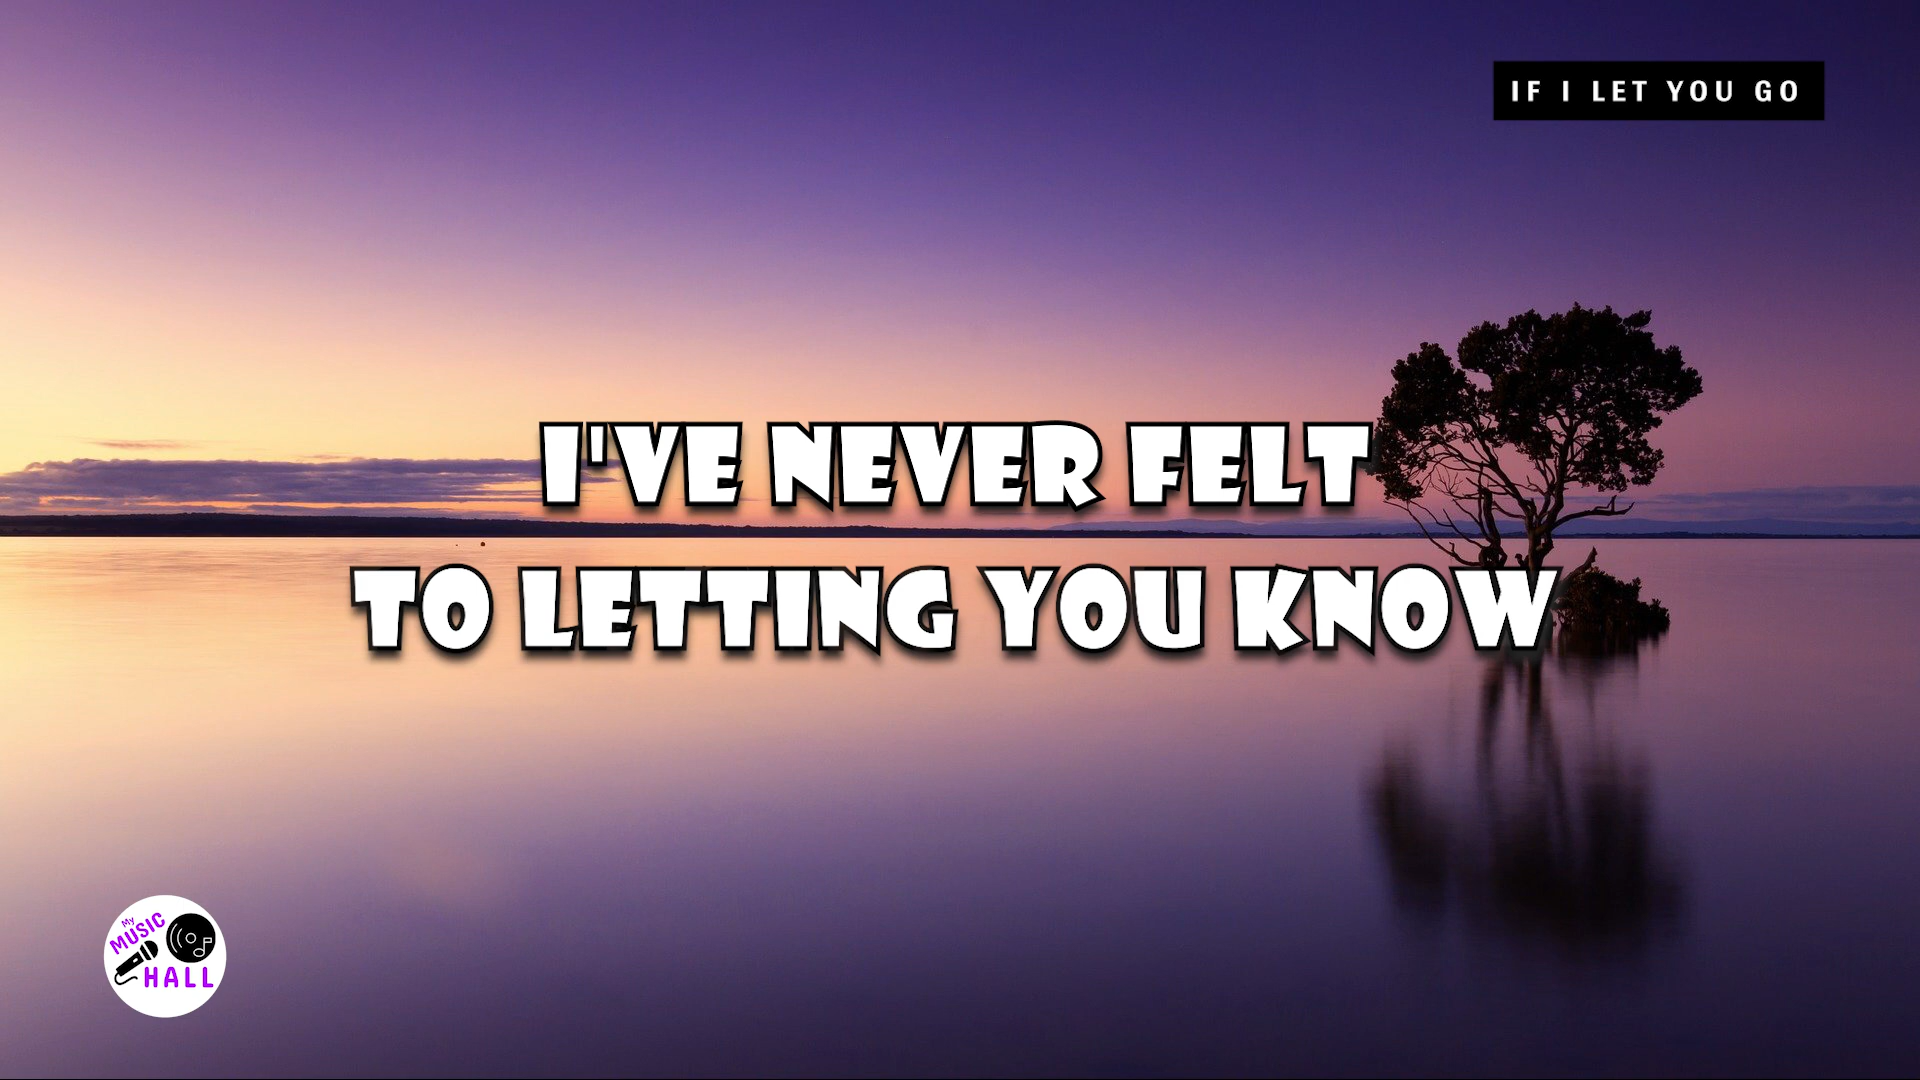 IF I LET YOU GO
I'VE NEVER FELT
TO LETTING YOU KNOW
My
MUSIC
HALL